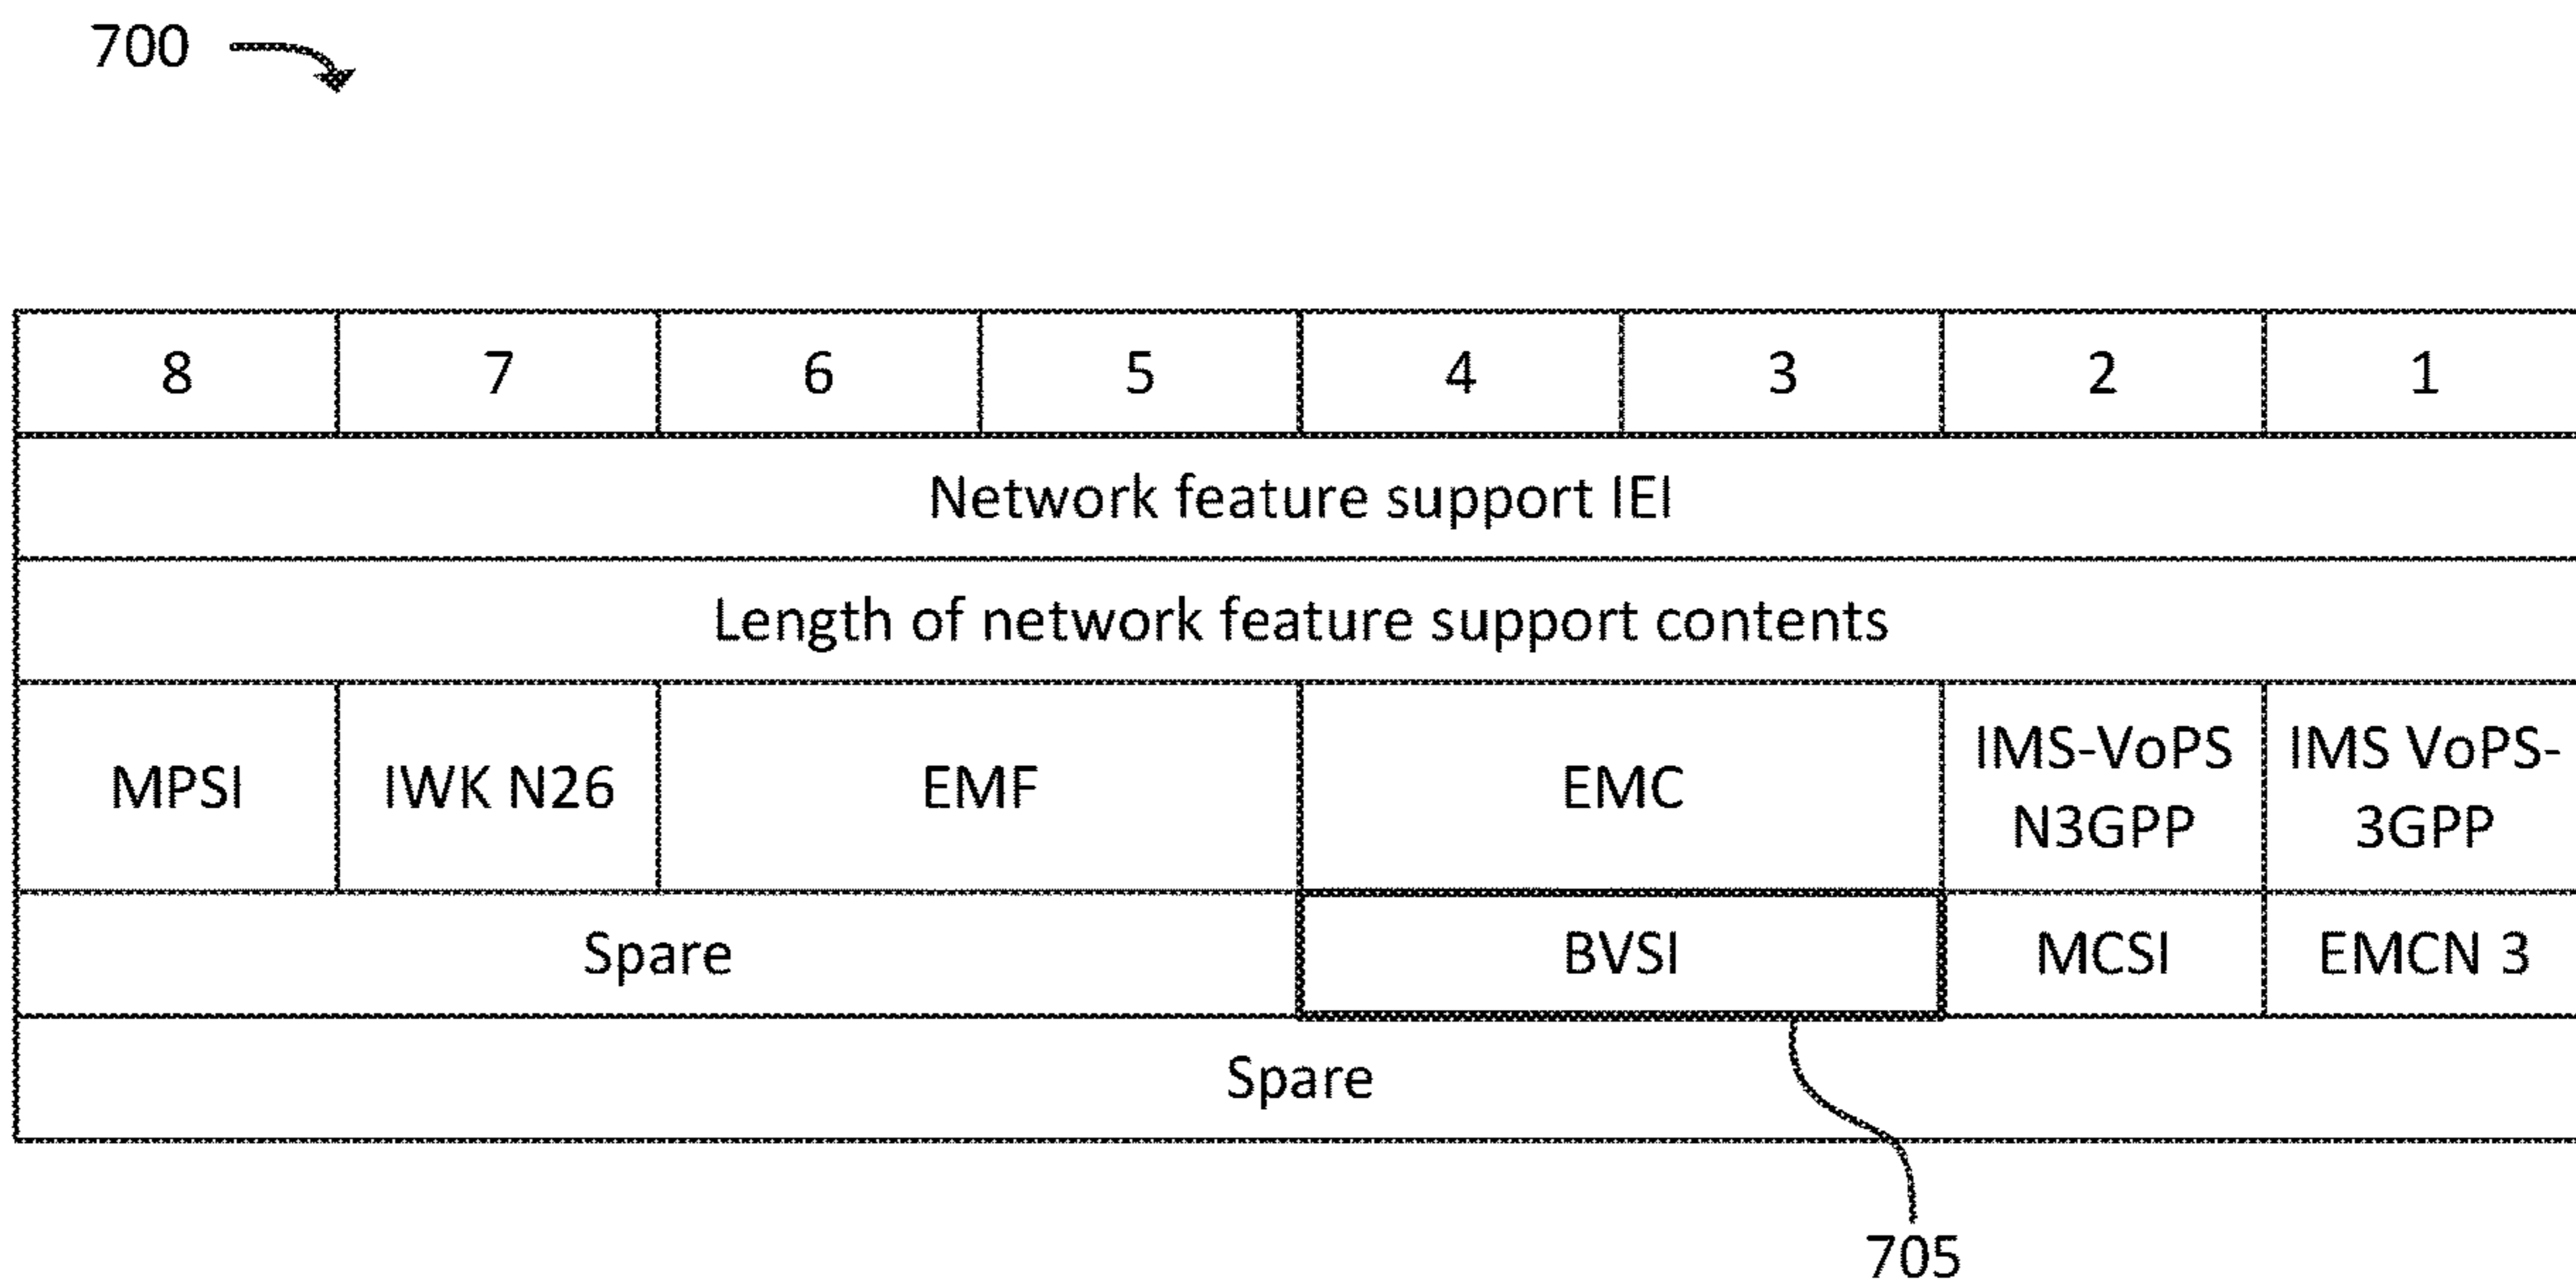 700
8 7 6 5 4 3 2 1
Network feature support IEI
Length of network feature support contents
MPSI IWK N26 EMF EMC IMS-VoPS N3GPP IMS VoPS-3GPP
Spare BVSI MCSI EMCN 3
Spare
705